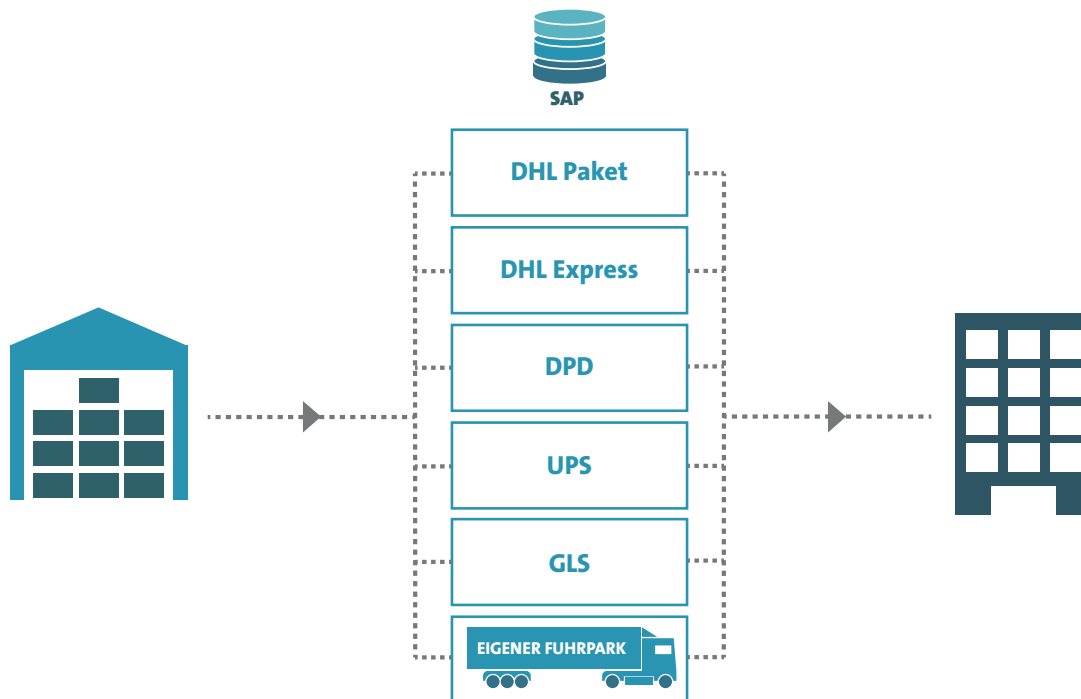 SAP
DHL Paket
DHL Express
DPD
UPS
GLS
EIGENER FUHRPARK